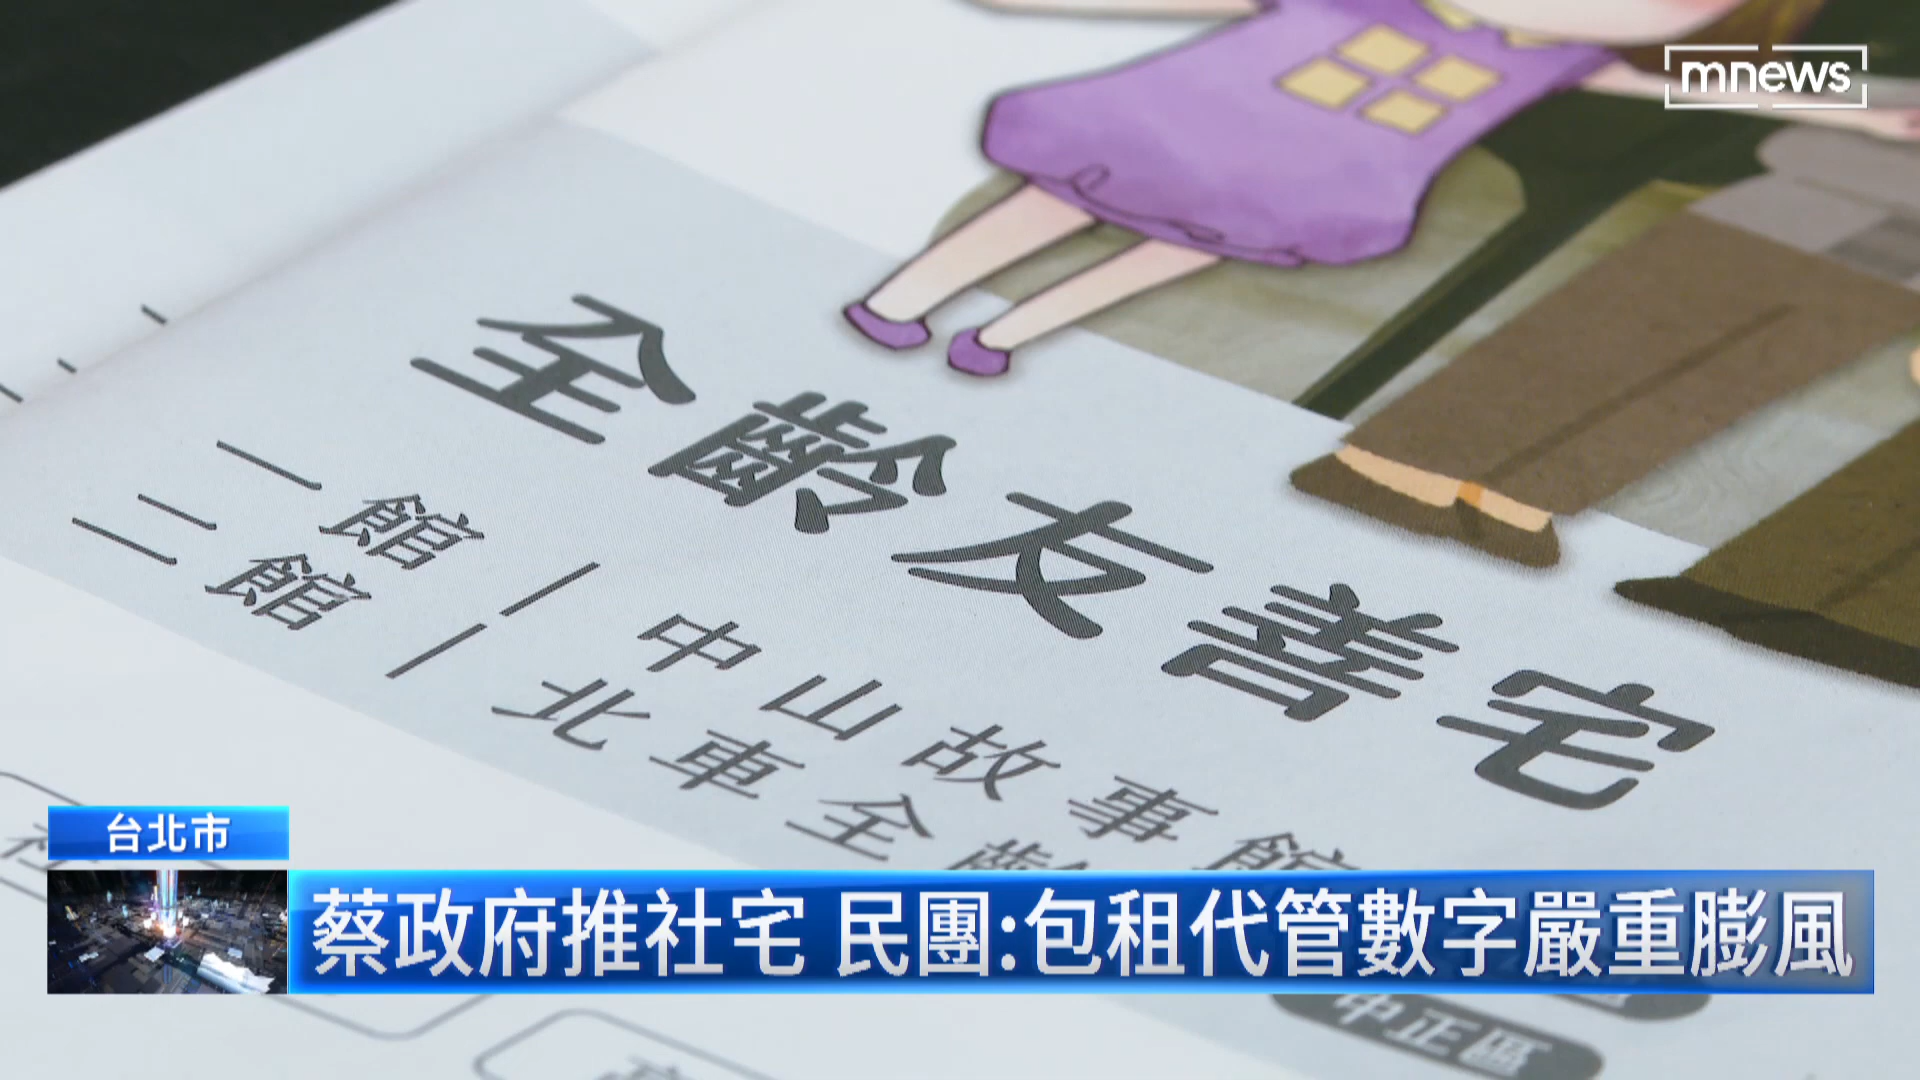 mnews
全齡友善宅
一館｜中山故事館
二館｜北車全齡
台北市
蔡政府推社宅 民團:包租代管數字嚴重膨風
中正區